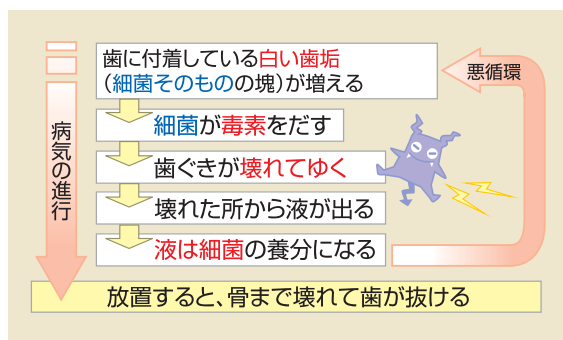 歯に付着している白い歯垢
（細菌そのものの塊）が増える
細菌が毒素をだす
歯ぐきが壊れてゆく
壊れた所から液が出る
液は細菌の養分になる
悪循環
病気の進行
放置すると、骨まで壊れて歯が抜ける